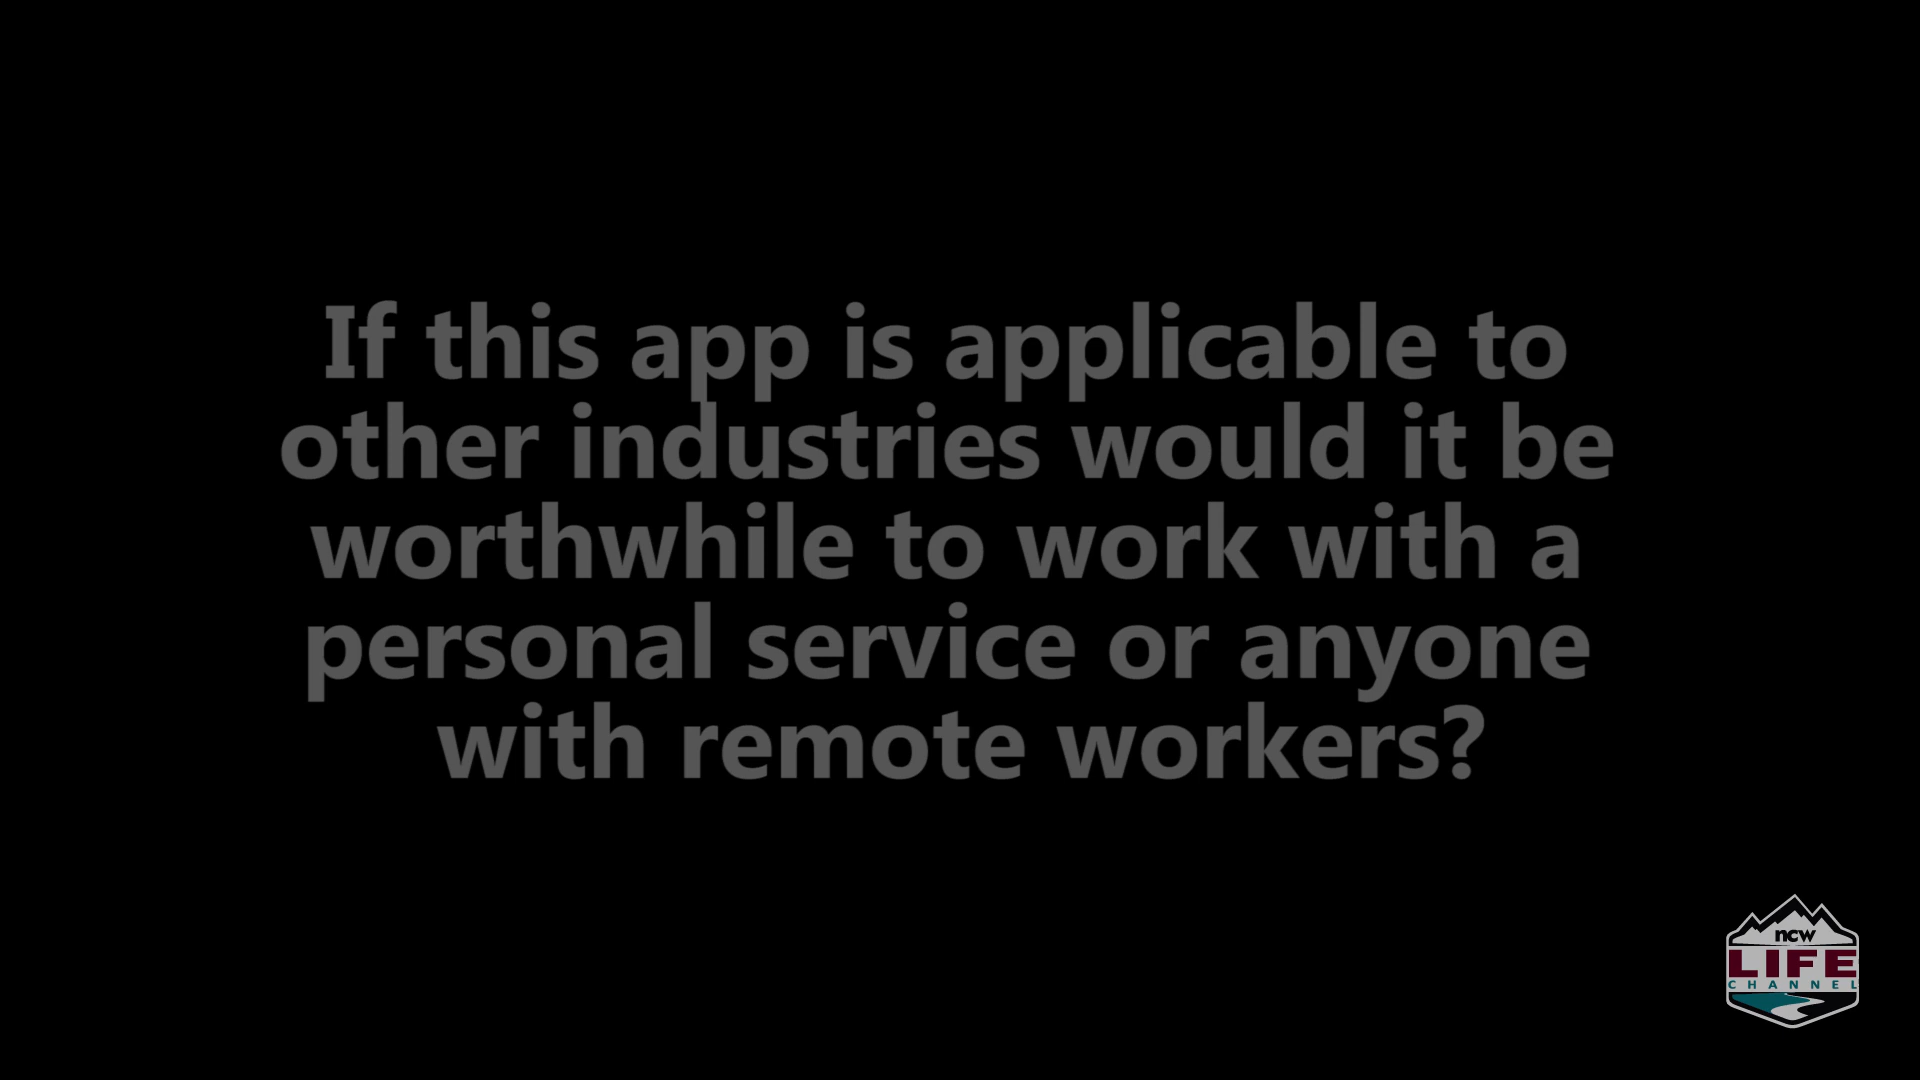 If this app is applicable to
other industries would it be
worthwhile to work with a
personal service or anyone
with remote workers?
ncw
LIFE
CHANNEL